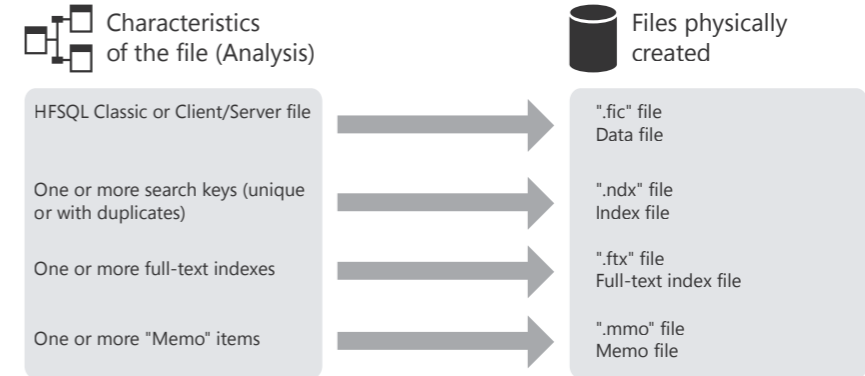 Characteristics
of the file (Analysis)
Files physically
created
HFSQL Classic or Client/Server file
".fic" file
Data file
One or more search keys (unique
or with duplicates)
".ndx" file
Index file
One or more full-text indexes
".ftx" file
Full-text index file
One or more "Memo" items
".mmo" file
Memo file